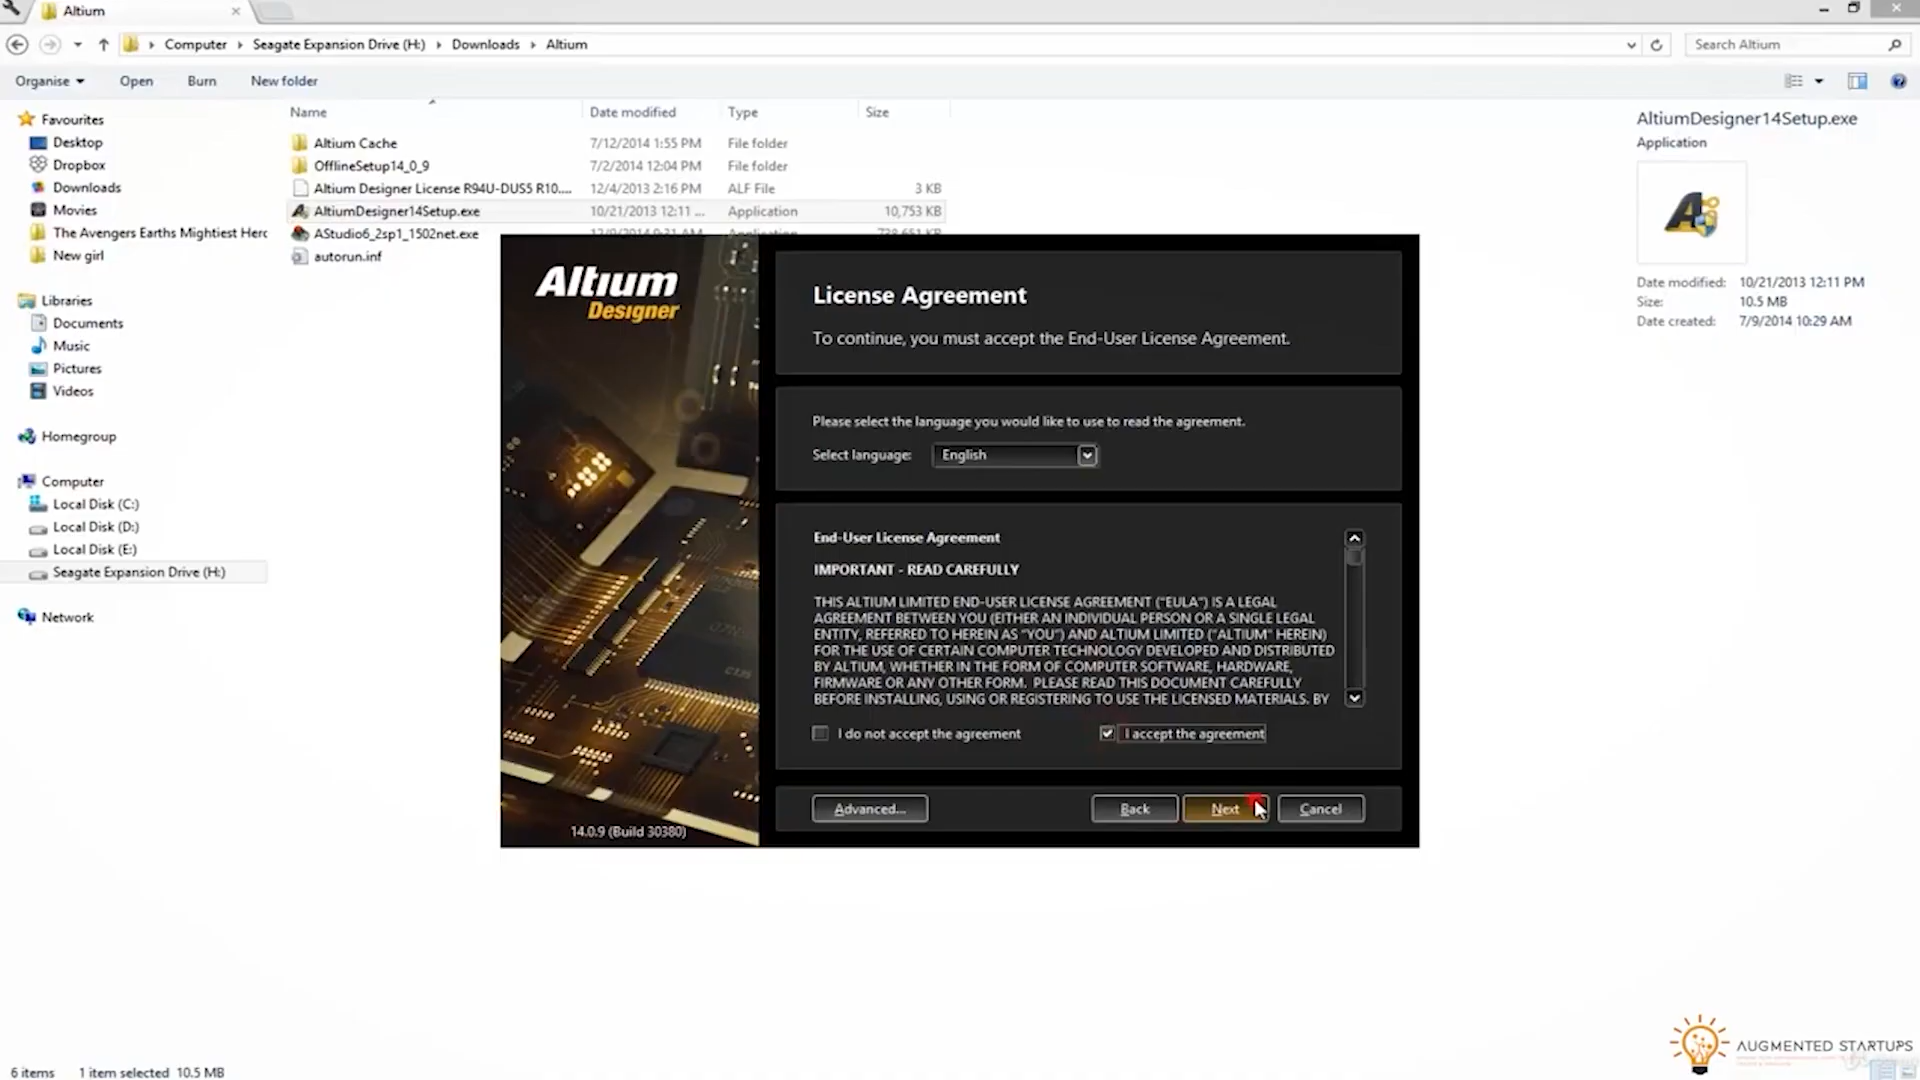 Altium
Computer
Seagate Expansion Drive (H:)
Downloads
Altium
Search Altium
Organise
Open
Burn
New folder
Name
Date modified
Type
Size
Favourites
Desktop
Dropbox
Downloads
Movies
The Avengers Earths Mightiest Herc
New girl
Libraries
Documents
Music
Pictures
Videos
Homegroup
Computer
Local Disk (C:)
Local Disk (D:)
Local Disk (E:)
Seagate Expansion Drive (H:)
Network
Altium Cache 7/12/2014 1:55 PM File folder
OfflineSetup14_0_9 7/2/2014 12:04 PM File folder
Altium Designer License R94U-DUS5 R10.... 12/4/2013 2:16 PM ALF File 3 KB
AltiumDesigner14Setup.exe 10/21/2013 12:11 ... Application 10,753 KB
AStudio6_2sp1_1502net.exe 12/9/2014 9:31 AM Application 738,651 KB
autorun.inf
AltiumDesigner14Setup.exe
Application
Date modified: 10/21/2013 12:11 PM
Size: 10.5 MB
Date created: 7/9/2014 10:29 AM
Altium
Designer
14.0.9 (Build 30380)
License Agreement
To continue, you must accept the End-User License Agreement.
Please select the language you would like to use to read the agreement.
Select language: English
End-User License Agreement
IMPORTANT - READ CAREFULLY
THIS ALTIUM LIMITED END-USER LICENSE AGREEMENT ("EULA") IS A LEGAL
AGREEMENT BETWEEN YOU (EITHER AN INDIVIDUAL PERSON OR A SINGLE LEGAL
ENTITY, REFERRED TO HEREIN AS "YOU") AND ALTIUM LIMITED ("ALTIUM" HEREIN)
FOR THE USE OF CERTAIN COMPUTER TECHNOLOGY DEVELOPED AND DISTRIBUTED
BY ALTIUM, WHETHER IN THE FORM OF COMPUTER SOFTWARE, HARDWARE,
FIRMWARE OR ANY OTHER FORM. PLEASE READ THIS DOCUMENT CAREFULLY
BEFORE INSTALLING, USING OR REGISTERING TO USE THE LICENSED MATERIALS. BY
I do not accept the agreement
I accept the agreement
Advanced...
Back
Next
Cancel
AUGMENTED STARTUPS
6 items 1 item selected 10.5 MB